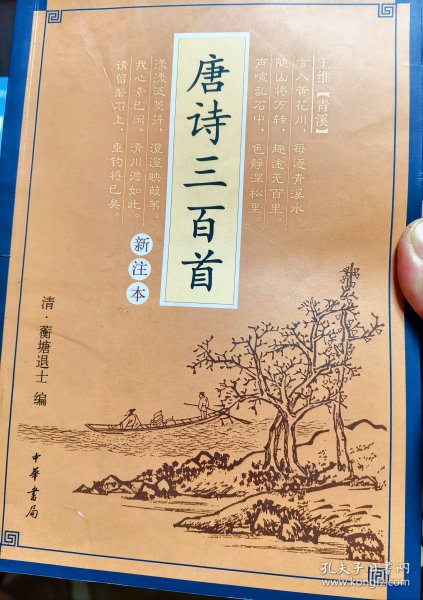 王维【青溪】
言入黄花川，每逐青溪水。
随山将万转，趣途无百里。
声喧乱石中，色静深松里。
漾漾泛菱荇，澄澄映葭苇。
我心素已闲，清川澹如此。
请留磐石上，垂钓将已矣。
唐诗三百首
新注本
清·蘅塘退士 编
中华书局
孔夫子旧书网
www.kongfz.com